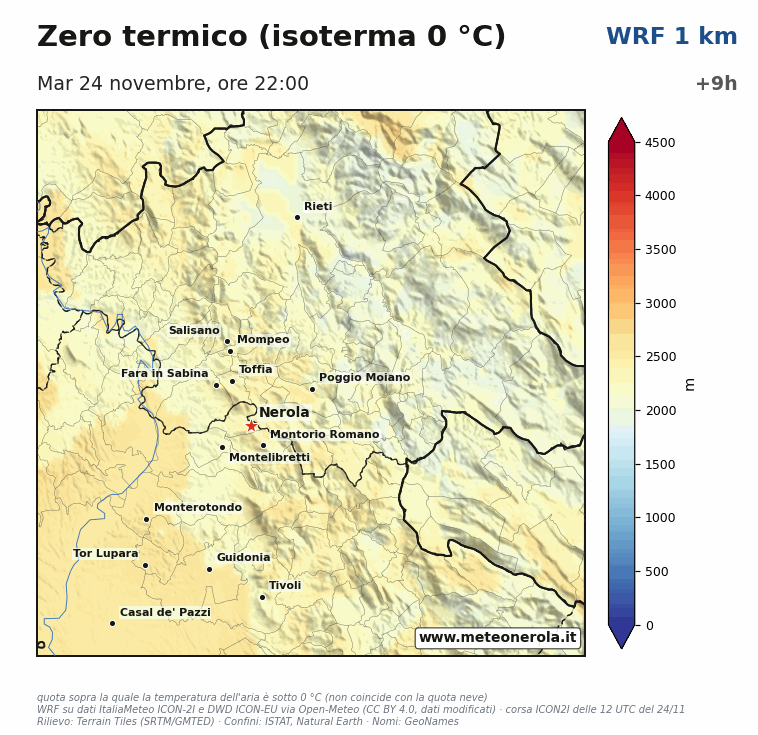 Zero termico (isoterma 0 °C)
WRF 1 km
Mar 24 novembre, ore 22:00
+9h
4500
4000
3500
3000
2500
2000
1500
1000
500
0
m
Rieti
Salisano
Mompeo
Toffia
Fara in Sabina
Poggio Moiano
Nerola
Montorio Romano
Montelibretti
Monterotondo
Tor Lupara
Guidonia
Tivoli
Casal de' Pazzi
www.meteonerola.it
quota sopra la quale la temperatura dell'aria è sotto 0 °C (non coincide con la quota neve)
WRF su dati ItaliaMeteo ICON-2I e DWD ICON-EU via Open-Meteo (CC BY 4.0, dati modificati) · corsa ICON2I delle 12 UTC del 24/11
Rilievo: Terrain Tiles (SRTM/GMTED) · Confini: ISTAT, Natural Earth · Nomi: GeoNames